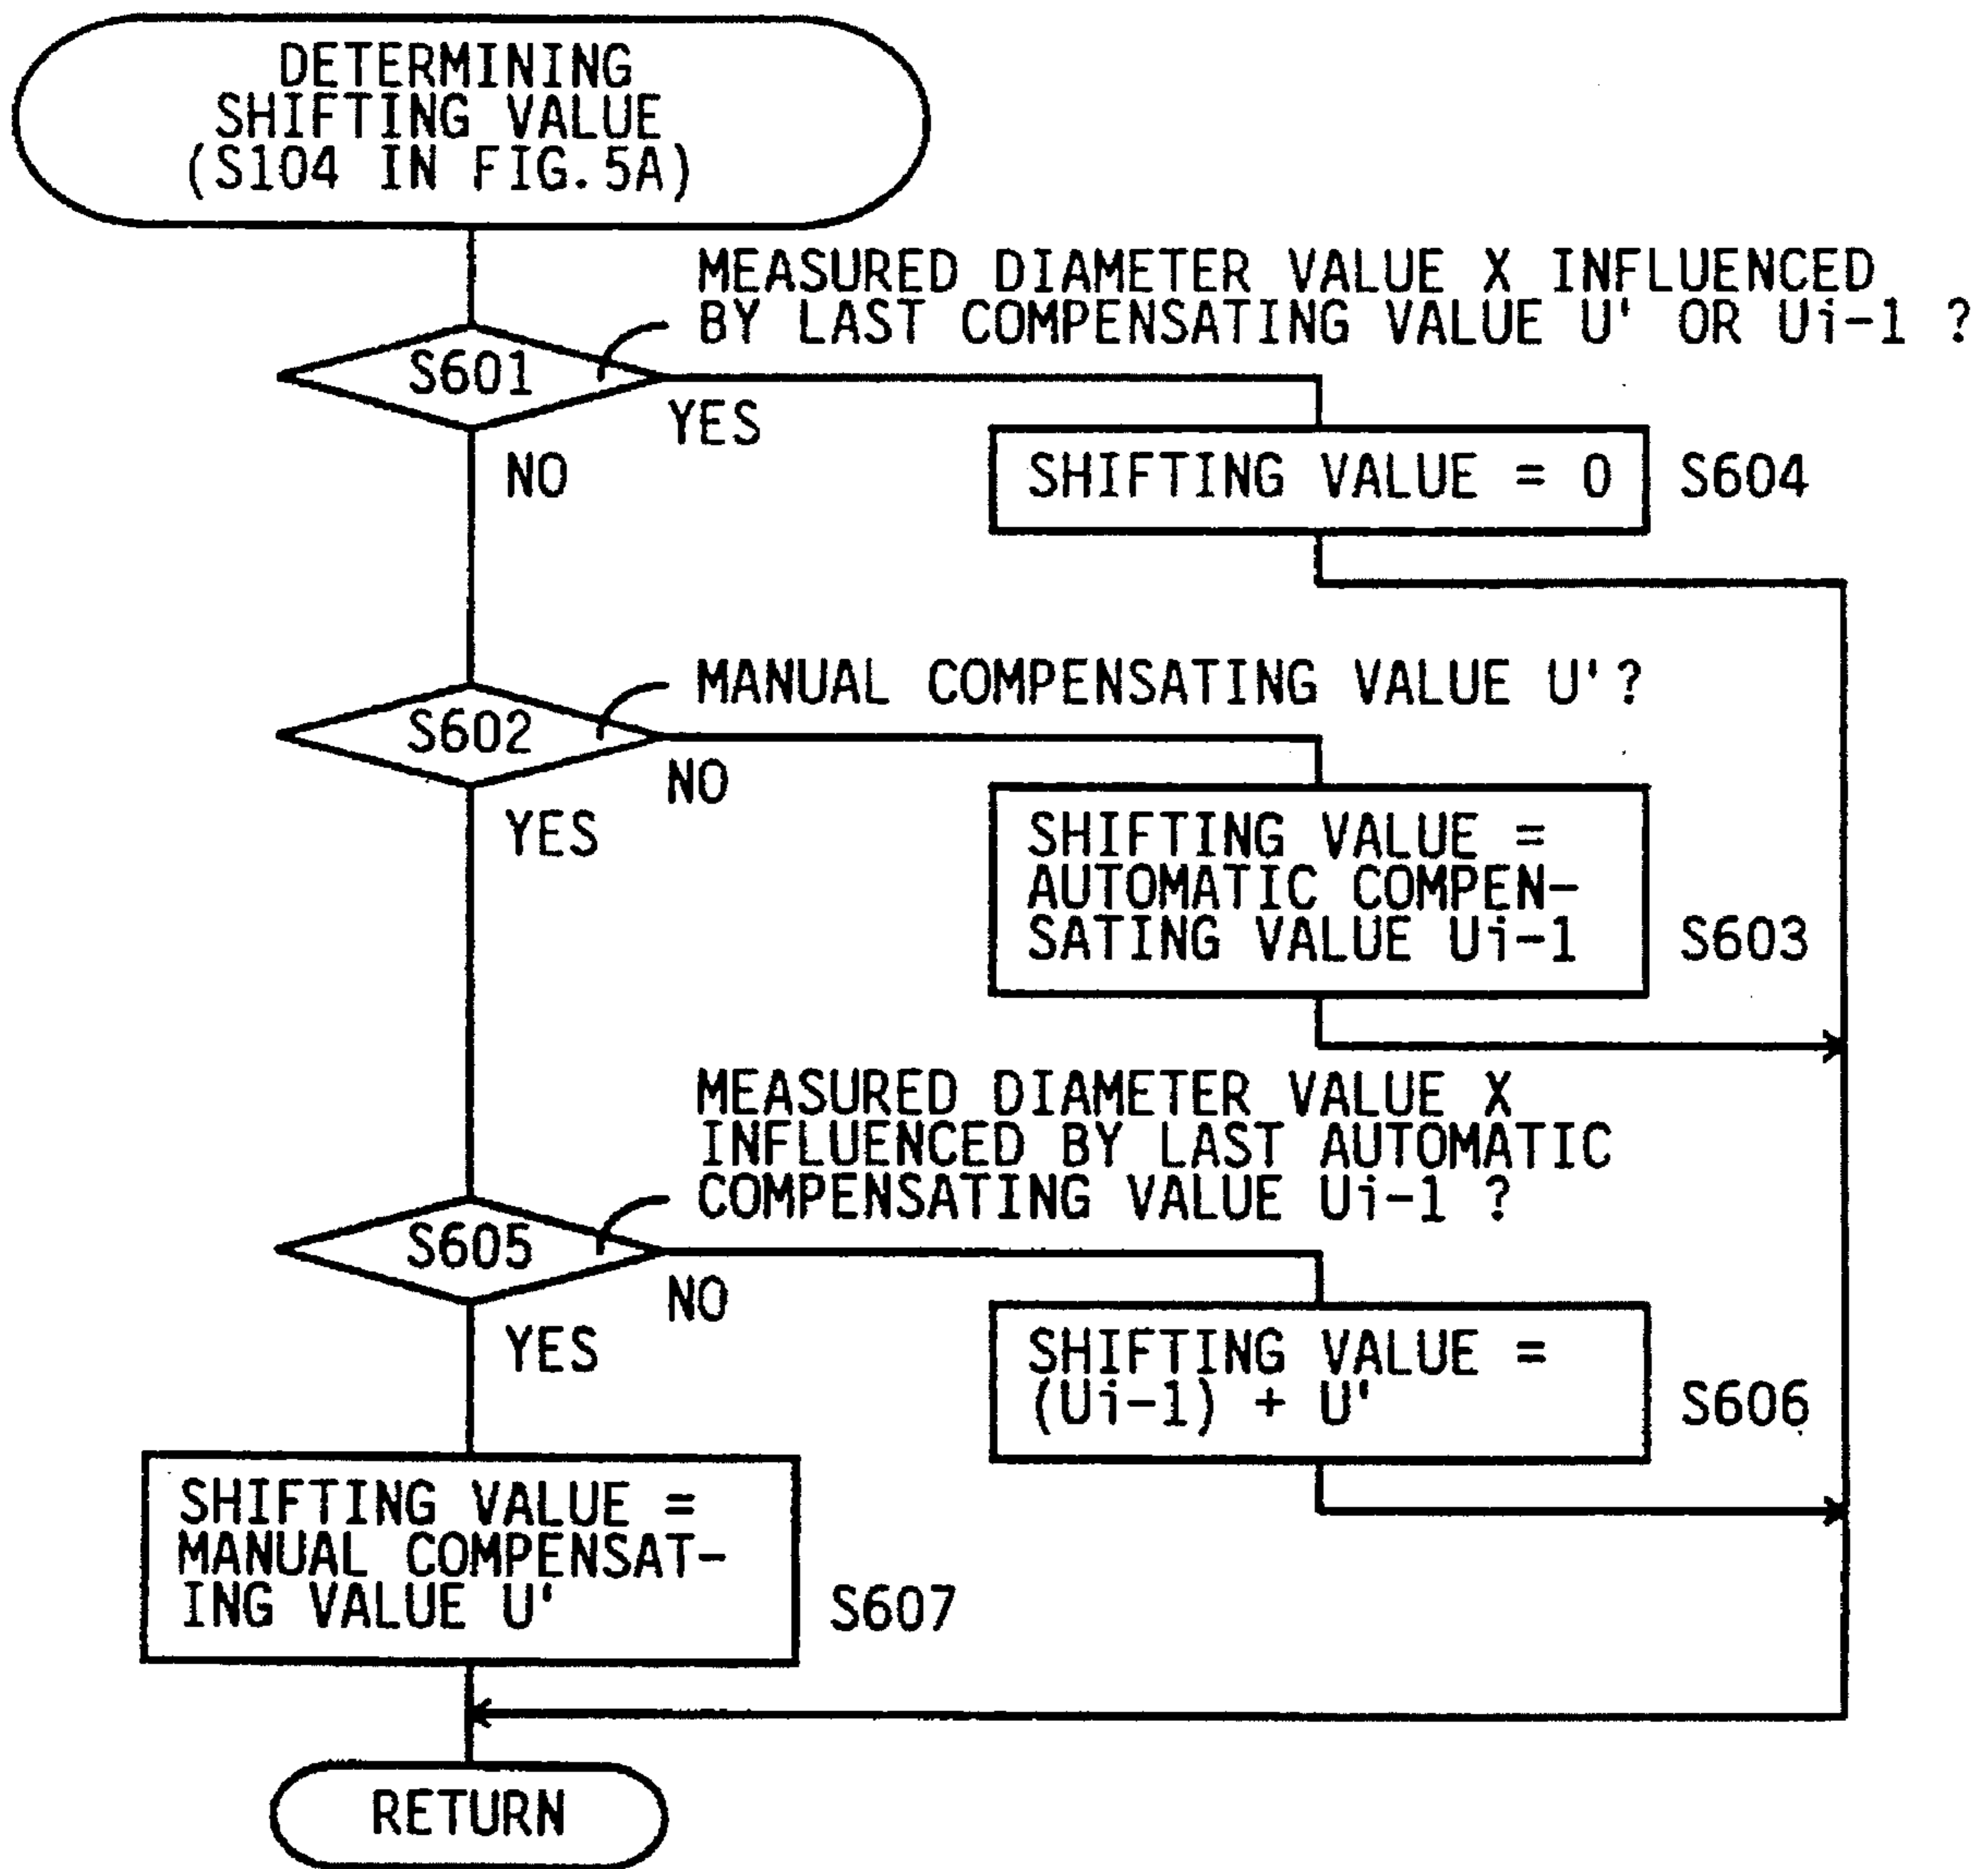 DETERMINING
SHIFTING VALUE
(S104 IN FIG.5A)
MEASURED DIAMETER VALUE X INFLUENCED
BY LAST COMPENSATING VALUE U' OR Ui-1 ?
S601
YES
NO
SHIFTING VALUE = 0
S604
MANUAL COMPENSATING VALUE U'?
S602
NO
YES
SHIFTING VALUE =
AUTOMATIC COMPEN-
SATING VALUE Ui-1
S603
MEASURED DIAMETER VALUE X
INFLUENCED BY LAST AUTOMATIC
COMPENSATING VALUE Ui-1 ?
S605
NO
YES
SHIFTING VALUE =
(Ui-1) + U'
S606
SHIFTING VALUE =
MANUAL COMPENSAT-
ING VALUE U'
S607
RETURN